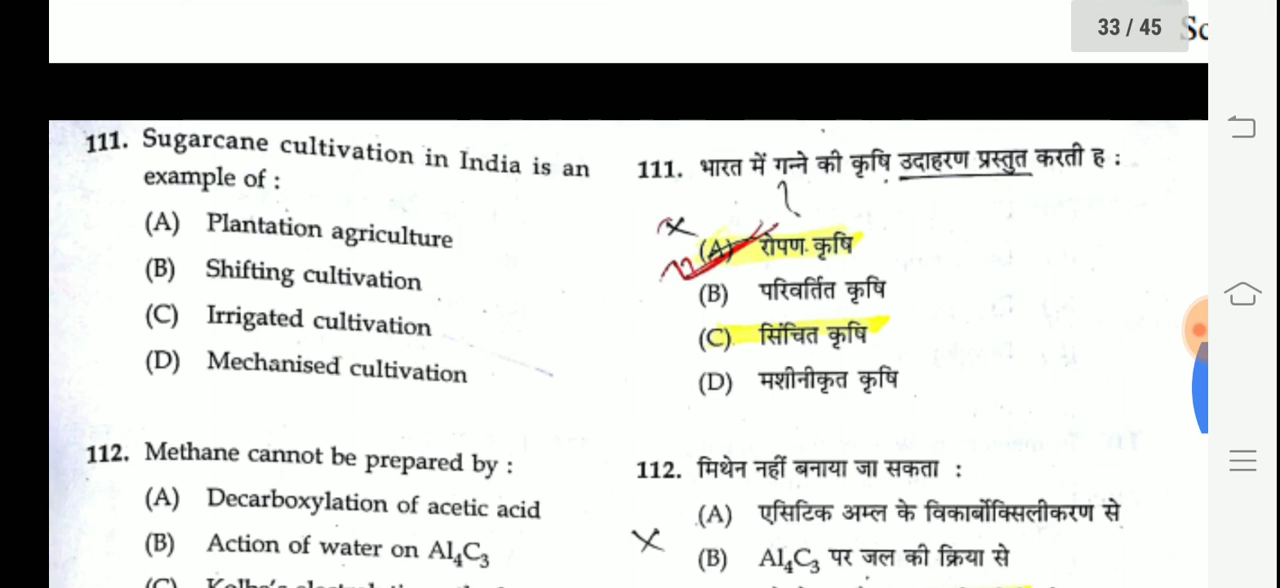 33 / 45
Sc
111. Sugarcane cultivation in India is an
example of :
(A) Plantation agriculture
(B) Shifting cultivation
(C) Irrigated cultivation
(D) Mechanised cultivation
112. Methane cannot be prepared by :
(A) Decarboxylation of acetic acid
(B) Action of water on Al₄C₃
111. भारत में गन्ने की कृषि उदाहरण प्रस्तुत करती ह :
(A) रोपण कृषि
(B) परिवर्तित कृषि
(C) सिंचित कृषि
(D) मशीनीकृत कृषि
112. मिथेन नहीं बनाया जा सकता :
(A) एसिटिक अम्ल के विकार्बोक्सिलीकरण से
(B) Al₄C₃ पर जल की क्रिया से